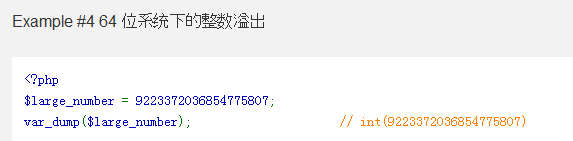 Example #4 64 位系统下的整数溢出
<?php
$large_number = 9223372036854775807;
var_dump($large_number);                     // int(9223372036854775807)